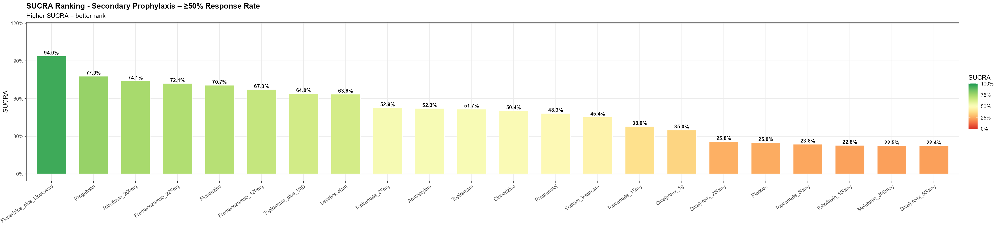 SUCRA Ranking - Secondary Prophylaxis – ≥50% Response Rate
Higher SUCRA = better rank
SUCRA
120%
90%
60%
30%
0%
94.0%
77.9%
74.1%
72.1%
70.7%
67.3%
64.0%
63.6%
52.9%
52.3%
51.7%
50.4%
48.3%
45.4%
38.0%
35.0%
25.8%
25.0%
23.8%
22.8%
22.5%
22.4%
Flunarizine_plus_LipoicAcid
Pregabalin
Riboflavin_200mg
Fremanezumab_225mg
Flunarizine
Fremanezumab_120mg
Topiramate_plus_VitD
Levetiracetam
Topiramate_25mg
Amitriptyline
Topiramate
Cinnarizine
Propranolol
Sodium_Valproate
Topiramate_15mg
Divalproex_1g
Divalproex_250mg
Placebo
Topiramate_50mg
Riboflavin_100mg
Melatonin_300mcg
Divalproex_500mg
SUCRA
100%
75%
50%
25%
0%